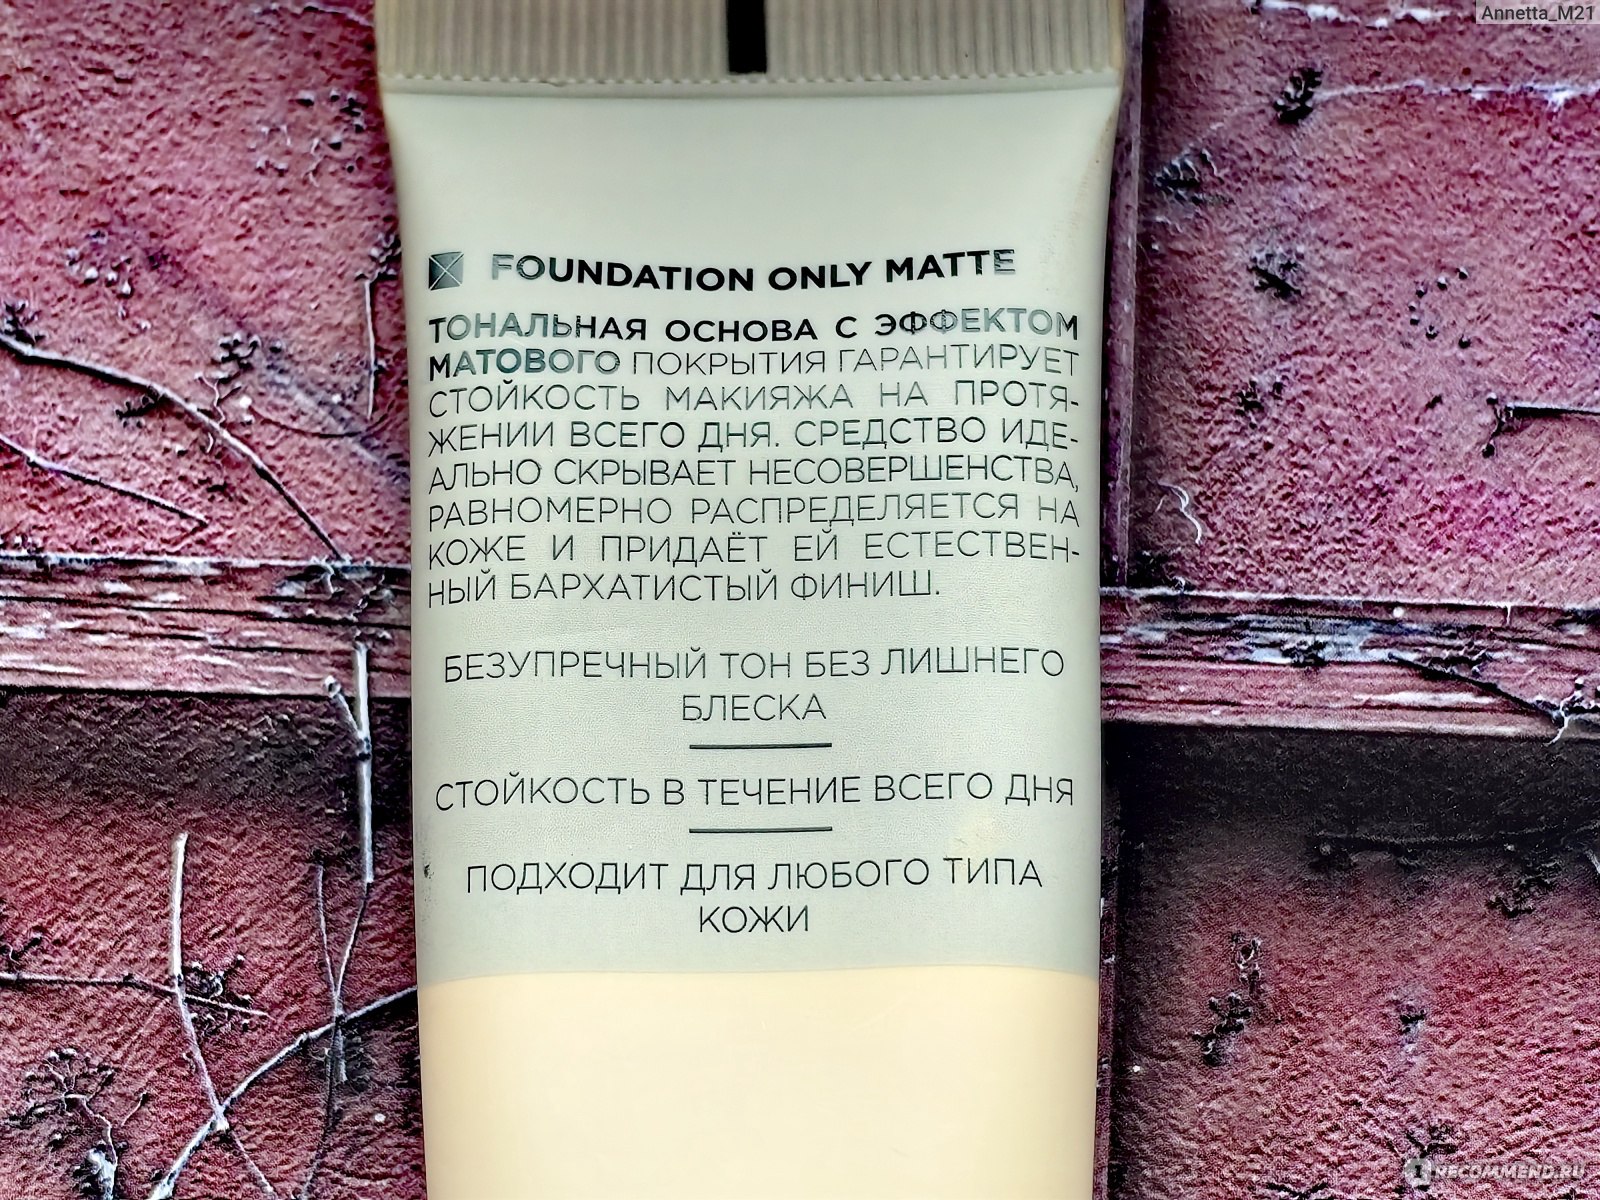 Annetta_M21
FOUNDATION ONLY MATTE
ТОНАЛЬНАЯ ОСНОВА С ЭФФЕКТОМ
МАТОВОГО ПОКРЫТИЯ ГАРАНТИРУЕТ
СТОЙКОСТЬ МАКИЯЖА НА ПРОТЯ-
ЖЕНИИ ВСЕГО ДНЯ. СРЕДСТВО ИДЕ-
АЛЬНО СКРЫВАЕТ НЕСОВЕРШЕНСТВА,
РАВНОМЕРНО РАСПРЕДЕЛЯЕТСЯ НА
КОЖЕ И ПРИДАЁТ ЕЙ ЕСТЕСТВЕН-
НЫЙ БАРХАТИСТЫЙ ФИНИШ.
БЕЗУПРЕЧНЫЙ ТОН БЕЗ ЛИШНЕГО
БЛЕСКА
СТОЙКОСТЬ В ТЕЧЕНИЕ ВСЕГО ДНЯ
ПОДХОДИТ ДЛЯ ЛЮБОГО ТИПА
КОЖИ
IRECOMMEND.RU